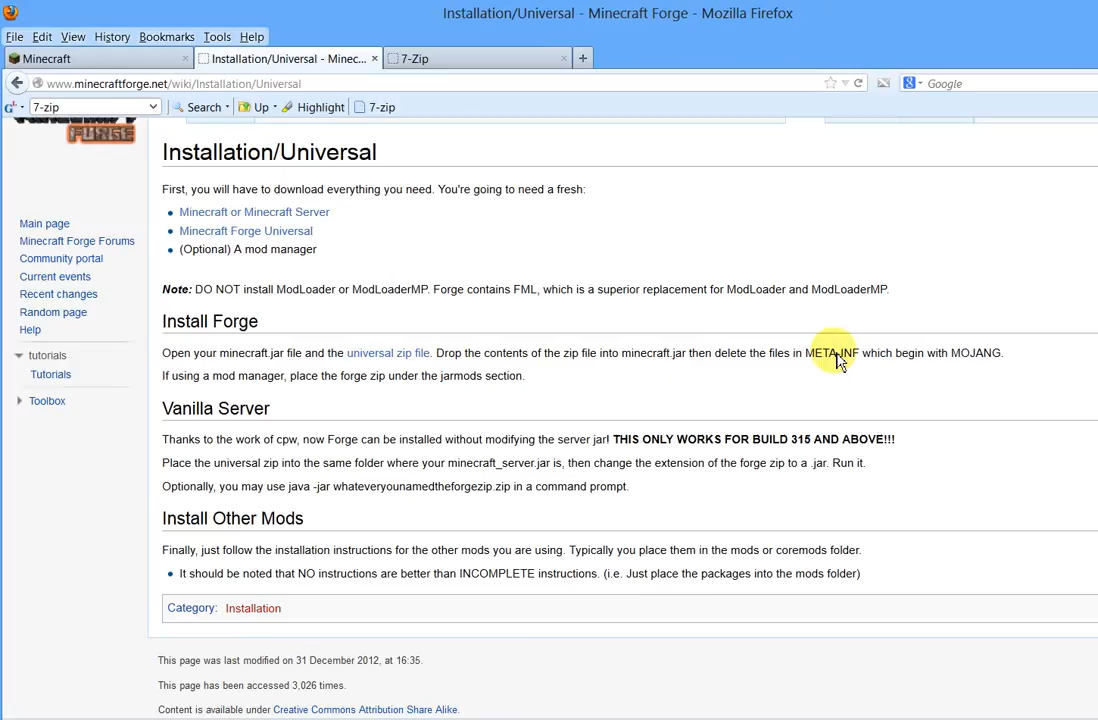 Installation/Universal - Minecraft Forge - Mozilla Firefox
File Edit View History Bookmarks Tools Help
Minecraft × Installation/Universal - Minec... × 7-Zip × +
www.minecraftforge.net/wiki/Installation/Universal Google
7-zip Search Up Highlight 7-zip
FORGE
Installation/Universal
First, you will have to download everything you need. You're going to need a fresh:
• Minecraft or Minecraft Server
• Minecraft Forge Universal
• (Optional) A mod manager
Note: DO NOT install ModLoader or ModLoaderMP. Forge contains FML, which is a superior replacement for ModLoader and ModLoaderMP.
Install Forge
Open your minecraft.jar file and the universal zip file. Drop the contents of the zip file into minecraft.jar then delete the files in META-INF which begin with MOJANG.
If using a mod manager, place the forge zip under the jarmods section.
Vanilla Server
Thanks to the work of cpw, now Forge can be installed without modifying the server jar! THIS ONLY WORKS FOR BUILD 315 AND ABOVE!!!
Place the universal zip into the same folder where your minecraft_server.jar is, then change the extension of the forge zip to a .jar. Run it.
Optionally, you may use java -jar whateveryounamedtheforgezip.zip in a command prompt.
Install Other Mods
Finally, just follow the installation instructions for the other mods you are using. Typically you place them in the mods or coremods folder.
• It should be noted that NO instructions are better than INCOMPLETE instructions. (i.e. Just place the packages into the mods folder)
Category: Installation
This page was last modified on 31 December 2012, at 16:35.
This page has been accessed 3,026 times.
Content is available under Creative Commons Attribution Share Alike.
Main page
Minecraft Forge Forums
Community portal
Current events
Recent changes
Random page
Help
tutorials
Tutorials
Toolbox